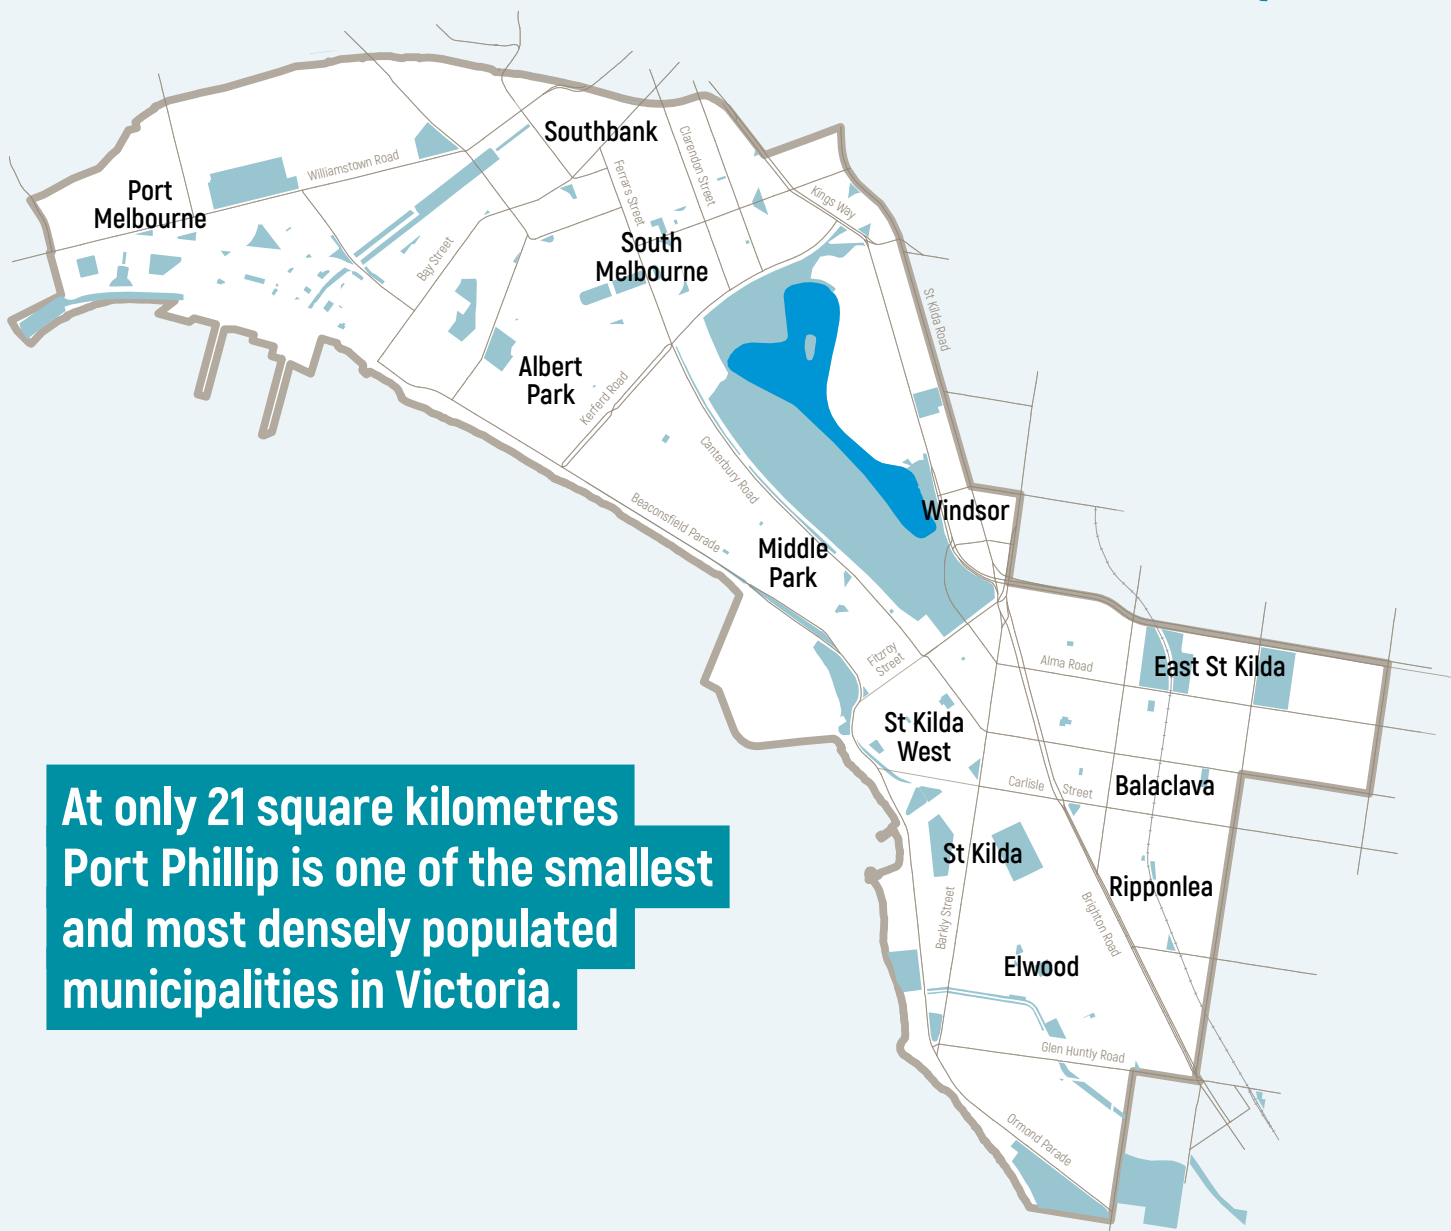 Southbank
Clarendon Street
Williamstown Road
Ferrars Street
Port
Melbourne
Kings Way
Bay Street
South
Melbourne
St Kilda Road
Albert
Park
Kerferd Road
Canterbury Road
Beaconsfield Parade
Windsor
Middle
Park
Fitzroy
Street
Alma Road
East St Kilda
St Kilda
West
Carlisle Street
Balaclava
At only 21 square kilometres
Port Phillip is one of the smallest
and most densely populated
municipalities in Victoria.
St Kilda
Ripponlea
Barkly Street
Brighton Road
Elwood
Glen Huntly Road
Ormond Parade